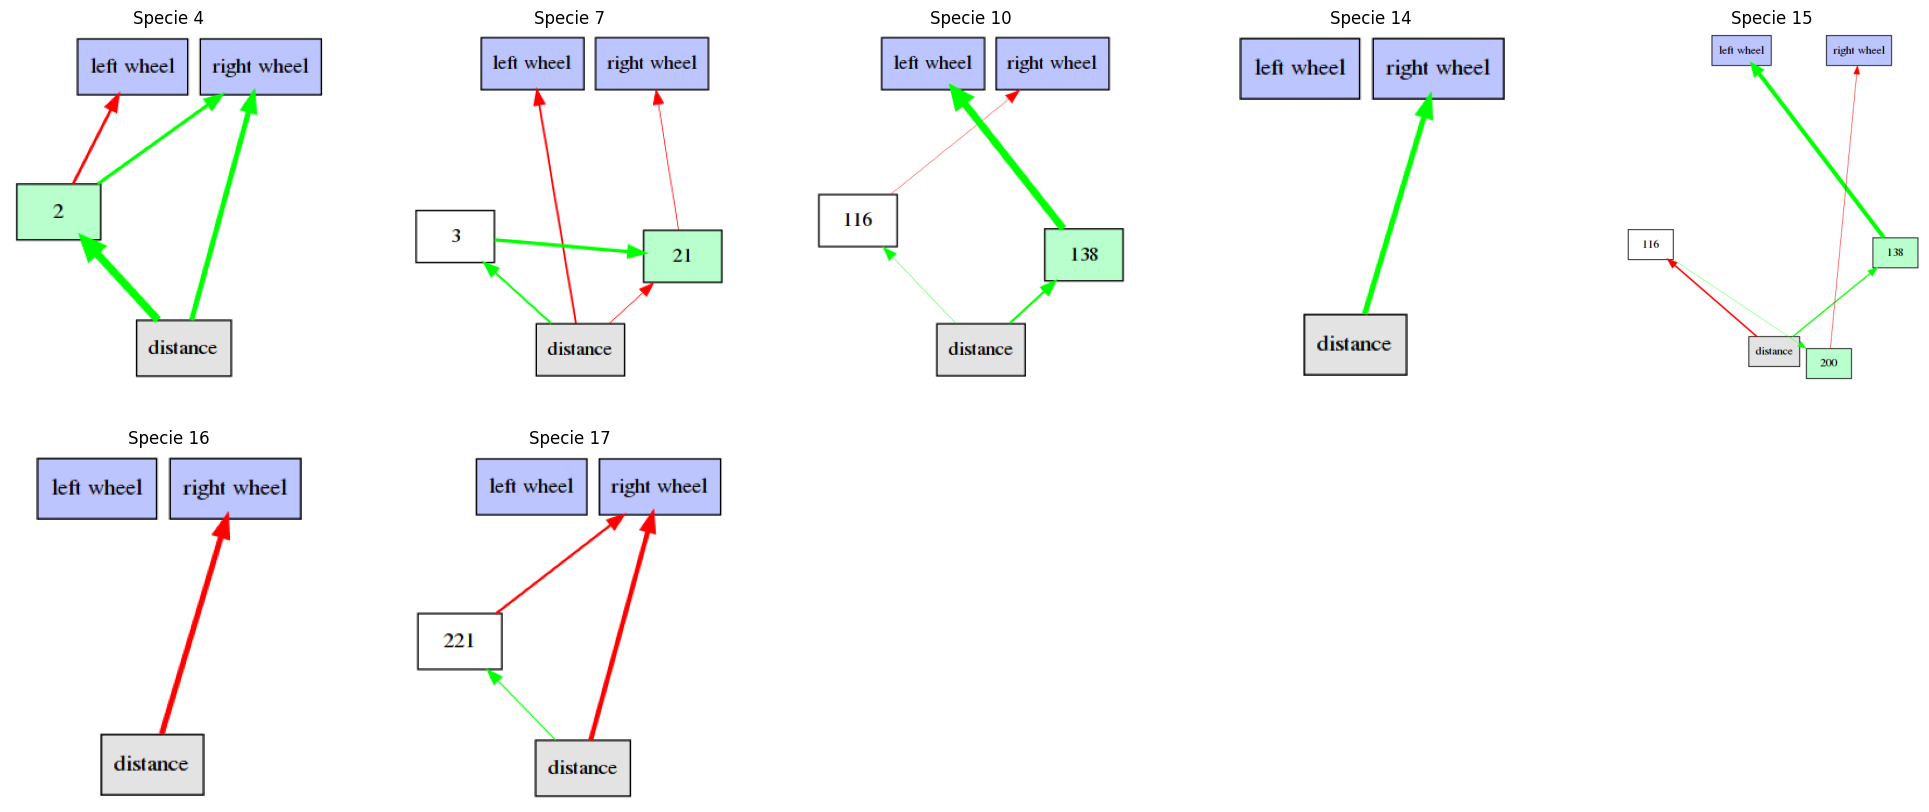 Specie 4
left wheel right wheel
2
distance
Specie 7
left wheel right wheel
3
21
distance
Specie 10
left wheel right wheel
116
138
distance
Specie 14
left wheel right wheel
distance
Specie 15
left wheel right wheel
116
138
distance
200
Specie 16
left wheel right wheel
distance
Specie 17
left wheel right wheel
221
distance